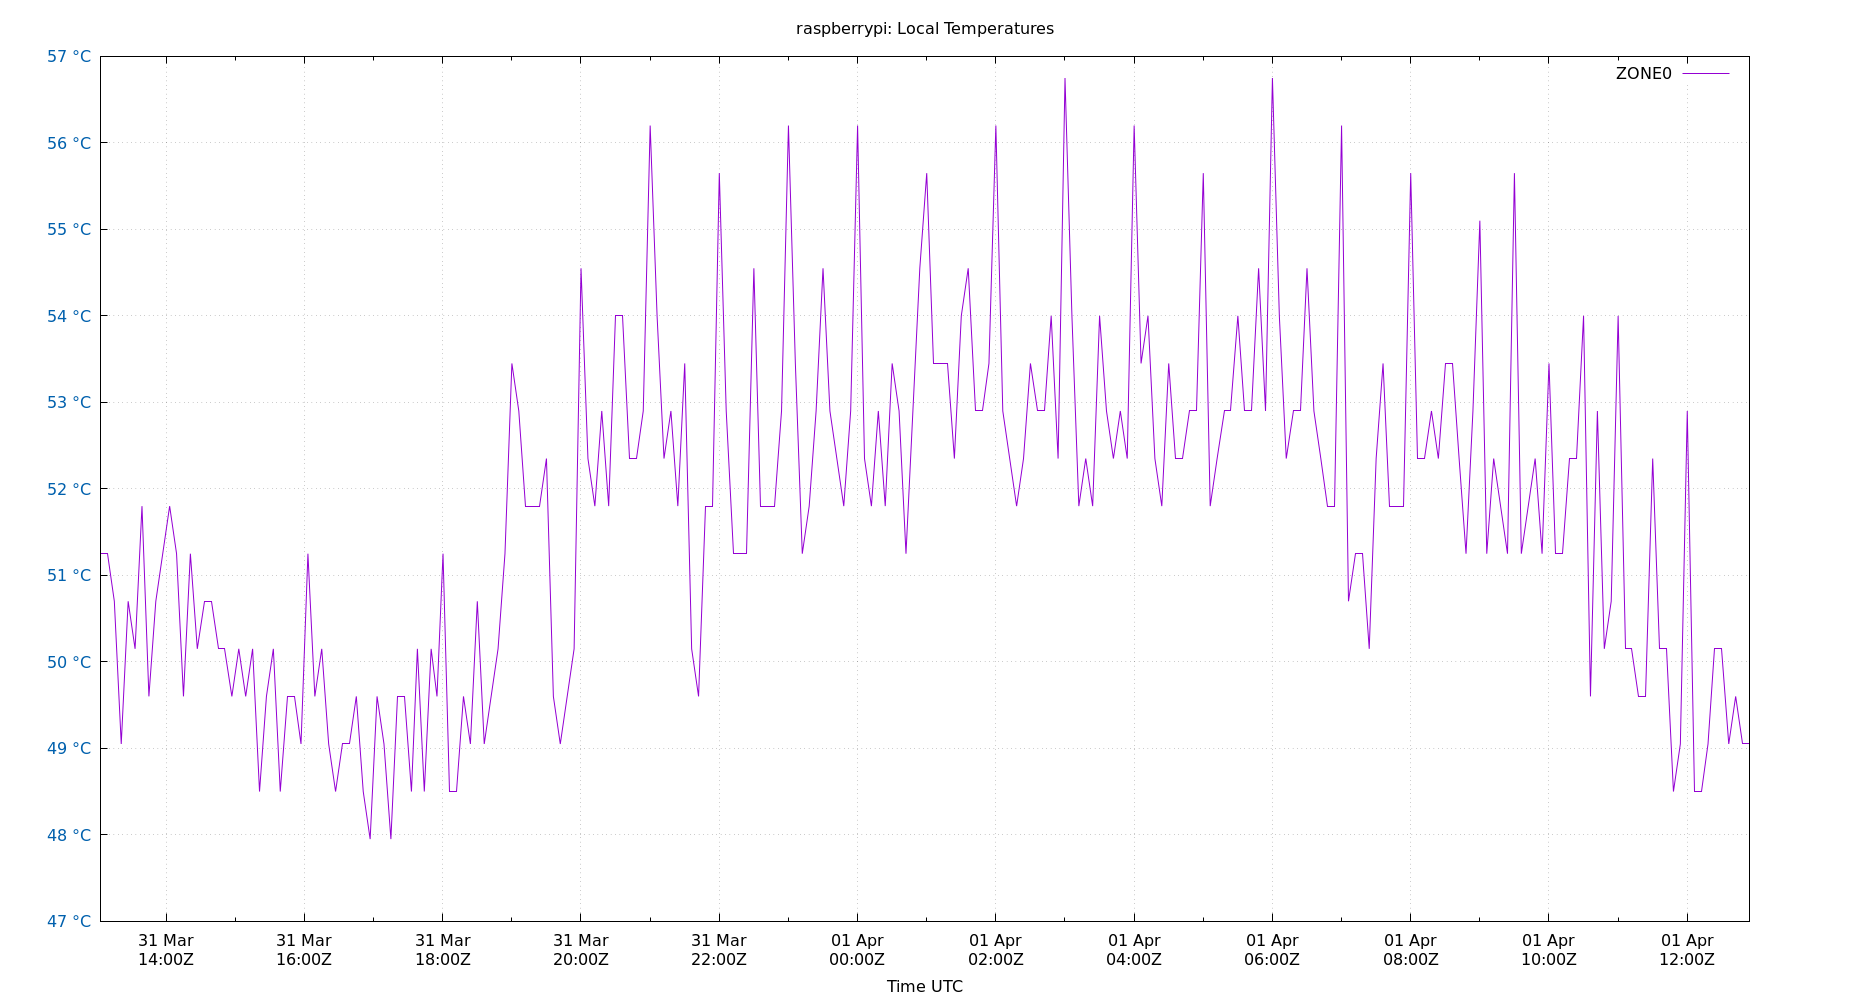 raspberrypi: Local Temperatures
57 °C
ZONE0
56 °C
55 °C
54 °C
53 °C
52 °C
51 °C
50 °C
49 °C
48 °C
47 °C
31 Mar 31 Mar 31 Mar 31 Mar 31 Mar 01 Apr 01 Apr 01 Apr 01 Apr 01 Apr 01 Apr 01 Apr
14:00Z 16:00Z 18:00Z 20:00Z 22:00Z 00:00Z 02:00Z 04:00Z 06:00Z 08:00Z 10:00Z 12:00Z
Time UTC